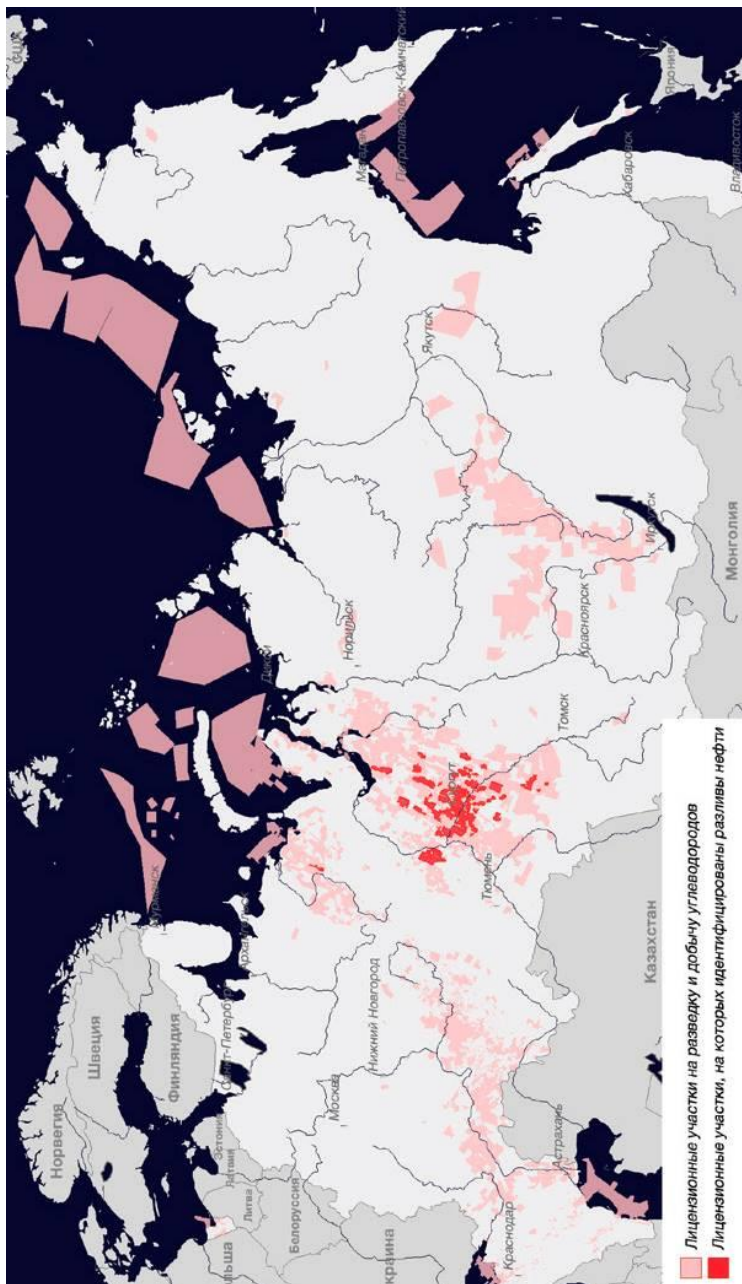 США
Норвегия
Швеция
Финляндия
Мурманск
Архангельск
Санкт-Петербург
Эстония
Латвия
Литва
Белоруссия
Москва
Нижний Новгород
Краснодар
Астрахань
Казахстан
Тюмень
Сургут
Томск
Норильск
Диксон
Красноярск
Иркутск
Монголия
Якутск
Магадан
Петропавловск-Камчатский
Хабаровск
Владивосток
Япония
Лицензионные участки на разведку и добычу углеводородов
Лицензионные участки, на которых идентифицированы разливы нефти